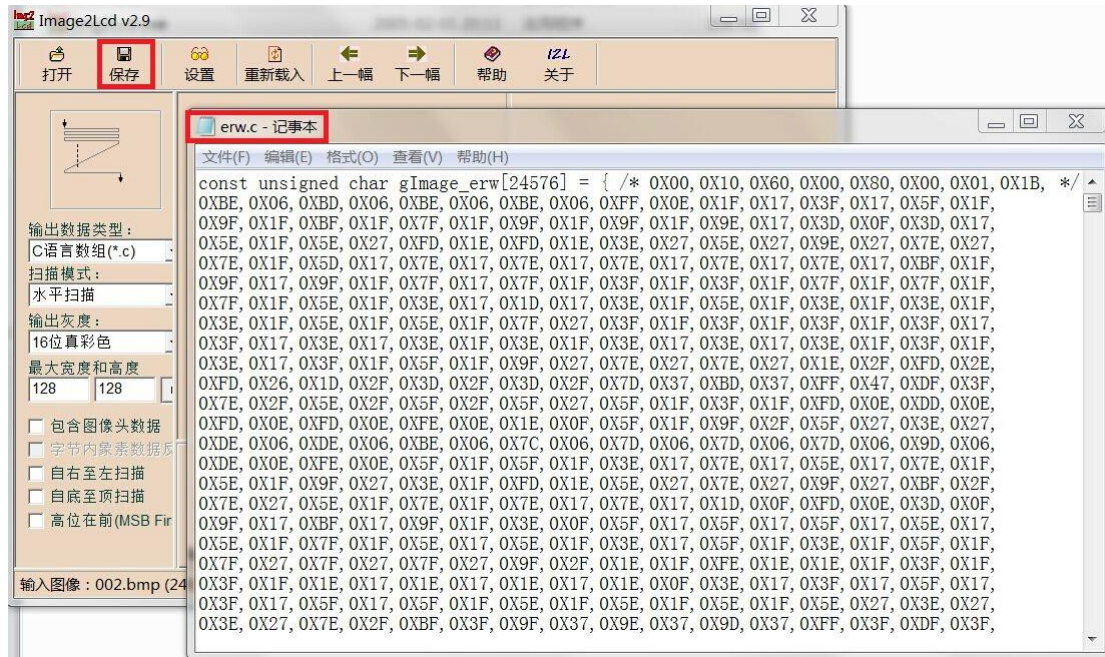 Image2Lcd v2.9
打开 保存 设置 重新载入 上一幅 下一幅 帮助 关于
erw.c - 记事本
文件(F) 编辑(E) 格式(O) 查看(V) 帮助(H)
const unsigned char gImage_erw[24576] = { /* 0X00,0X10,0X60,0X00,0X80,0X00,0X01,0X1B, */
0XBE,0X06,0XBD,0X06,0XBE,0X06,0XBE,0X06,0XFF,0X0E,0X1F,0X17,0X3F,0X17,0X5F,0X1F,
0X9F,0X1F,0XBF,0X1F,0X7F,0X1F,0X9F,0X1F,0X9F,0X1F,0X9E,0X17,0X3D,0X0F,0X3D,0X17,
0X5E,0X1F,0X5E,0X27,0XFD,0X1E,0XFD,0X1E,0X3E,0X27,0X5E,0X27,0X9E,0X27,0X7E,0X27,
0X7E,0X1F,0X5D,0X17,0X7E,0X17,0X7E,0X17,0X7E,0X17,0X7E,0X17,0X7E,0X17,0XBF,0X1F,
0X9F,0X17,0X9F,0X1F,0X7F,0X17,0X7F,0X1F,0X3F,0X1F,0X3F,0X1F,0X7F,0X1F,0X7F,0X1F,
0X7F,0X1F,0X5E,0X1F,0X3E,0X17,0X1D,0X17,0X3E,0X1F,0X5E,0X1F,0X3E,0X1F,0X3E,0X1F,
0X3E,0X1F,0X5E,0X1F,0X5E,0X1F,0X7F,0X27,0X3F,0X1F,0X3F,0X1F,0X3F,0X1F,0X3F,0X17,
0X3F,0X17,0X3E,0X17,0X3E,0X1F,0X3E,0X1F,0X3E,0X17,0X3E,0X17,0X3E,0X1F,0X3F,0X1F,
0X3E,0X17,0X3F,0X1F,0X5F,0X1F,0X9F,0X27,0X7E,0X27,0X7E,0X27,0X1E,0X2F,0XFD,0X2E,
0XFD,0X26,0X1D,0X2F,0X3D,0X2F,0X3D,0X2F,0X7D,0X37,0XBD,0X37,0XFF,0X47,0XDF,0X3F,
0X7E,0X2F,0X5E,0X2F,0X5F,0X2F,0X5F,0X27,0X5F,0X1F,0X3F,0X1F,0XFD,0X0E,0XDD,0X0E,
0XFD,0X0E,0XFD,0X0E,0XFE,0X0E,0X1E,0X0F,0X5F,0X1F,0X9F,0X2F,0X5F,0X27,0X3E,0X27,
0XDE,0X06,0XDE,0X06,0XBE,0X06,0X7C,0X06,0X7D,0X06,0X7D,0X06,0X7D,0X06,0X9D,0X06,
0XDE,0X0E,0XFE,0X0E,0X5F,0X1F,0X5F,0X1F,0X3E,0X17,0X7E,0X17,0X5E,0X17,0X7E,0X1F,
0X5E,0X1F,0X9F,0X27,0X3E,0X1F,0XFD,0X1E,0X5E,0X27,0X7E,0X27,0X9F,0X27,0XBF,0X2F,
0X7E,0X27,0X5E,0X1F,0X7E,0X17,0X7E,0X17,0X7E,0X17,0X1D,0X0F,0XFD,0X0E,0X3D,0X0F,
0X9F,0X17,0XBF,0X17,0X9F,0X1F,0X3E,0X0F,0X5F,0X17,0X5F,0X17,0X5F,0X17,0X5E,0X17,
0X5E,0X1F,0X7F,0X1F,0X5E,0X17,0X5E,0X1F,0X3E,0X17,0X5F,0X1F,0X3E,0X1F,0X5F,0X1F,
0X7F,0X27,0X7F,0X27,0X7F,0X27,0X9F,0X2F,0X1E,0X1F,0XFE,0X1E,0X1E,0X1F,0X3F,0X1F,
0X3F,0X1F,0X1E,0X17,0X1E,0X17,0X1E,0X17,0X1E,0X0F,0X3E,0X17,0X3F,0X17,0X5F,0X17,
0X3F,0X17,0X5F,0X17,0X5F,0X1F,0X5E,0X1F,0X5E,0X1F,0X5E,0X1F,0X5E,0X27,0X3E,0X27,
0X3E,0X27,0X7E,0X2F,0XBF,0X3F,0X9F,0X37,0X9E,0X37,0X9D,0X37,0XFF,0X3F,0XDF,0X3F,
输出数据类型：
C语言数组(*.c)
扫描模式：
水平扫描
输出灰度：
16位真彩色
最大宽度和高度
128 128
包含图像头数据
字节内象素数据反
自右至左扫描
自底至顶扫描
高位在前(MSB Fir
输入图像：002.bmp (24